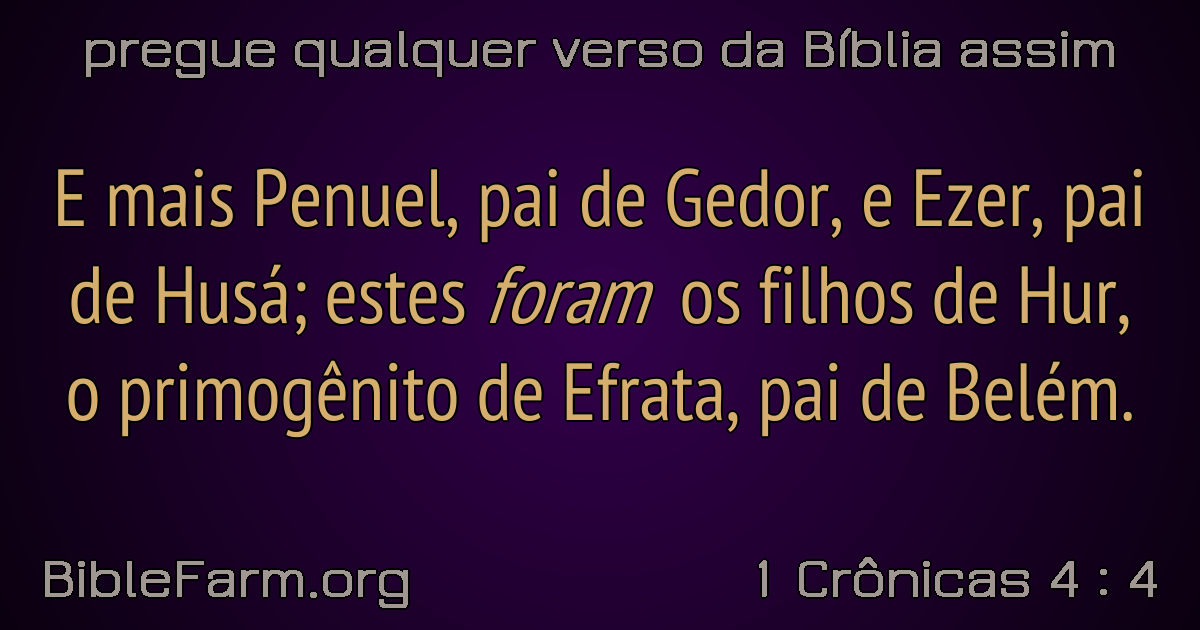 pregue qualquer verso da Bíblia assim
E mais Penuel, pai de Gedor, e Ezer, pai
de Husá; estes foram os filhos de Hur,
o primogênito de Efrata, pai de Belém.
BibleFarm.org
1 Crônicas 4 : 4